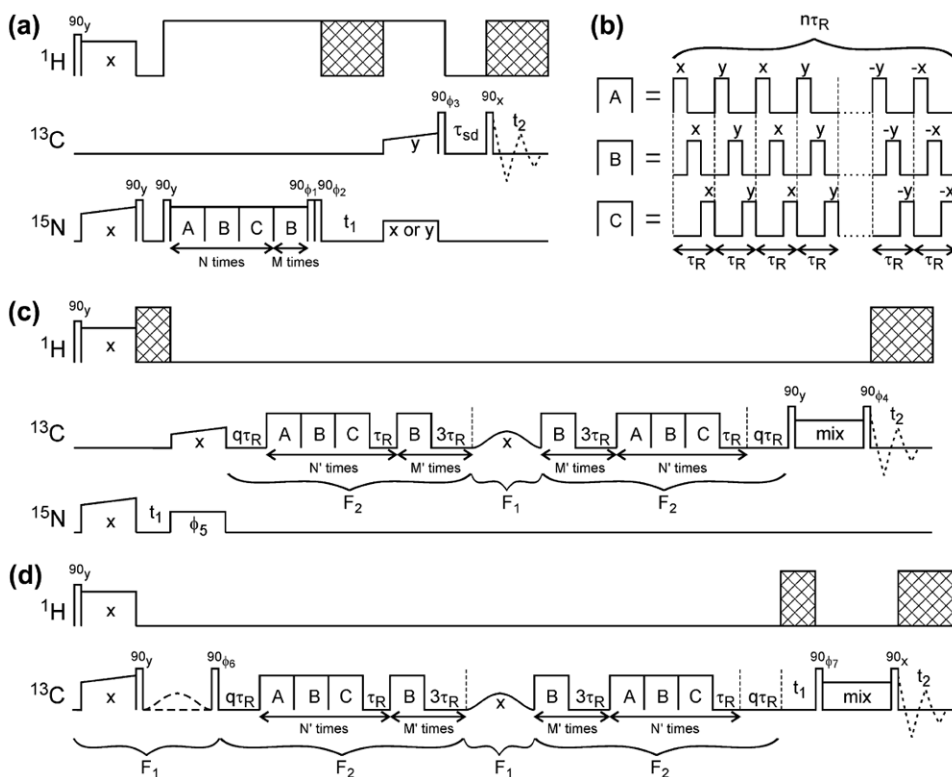 (a)
90y
1H
x
90ϕ3 90x
13C
y
τsd
t2
90y 90y 90ϕ1 90ϕ2
15N
x
A B C B
t1
x or y
N times
M times
(b)
nτR
x y x y -y -x
A =
x y x y -y -x
B =
x y x y -y -x
C =
τR τR τR τR τR τR
(c)
90y
1H
x
90y 90ϕ4
13C
x
qτR A B C τR B 3τR x B 3τR A B C τR qτR mix t2
N' times M' times M' times N' times
F2 F1 F2
15N
x
t1
ϕ5
(d)
90y
1H
x
90y 90ϕ6 90ϕ7 90x
13C
x
qτR A B C τR B 3τR x B 3τR A B C τR qτR t1 mix t2
N' times M' times M' times N' times
F1 F2 F1 F2